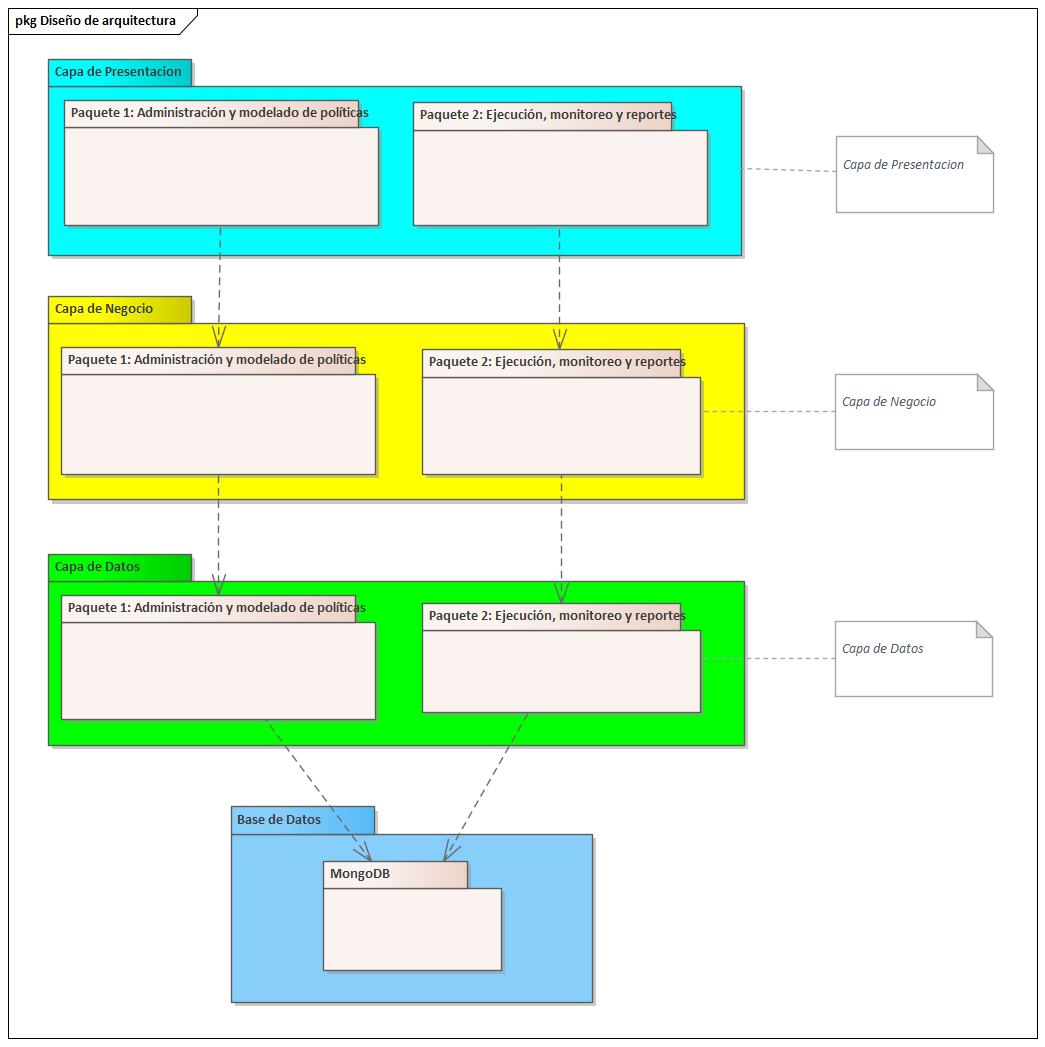 pkg Diseño de arquitectura
Capa de Presentacion
Paquete 1: Administración y modelado de políticas
Paquete 2: Ejecución, monitoreo y reportes
Capa de Presentacion
Capa de Negocio
Paquete 1: Administración y modelado de políticas
Paquete 2: Ejecución, monitoreo y reportes
Capa de Negocio
Capa de Datos
Paquete 1: Administración y modelado de políticas
Paquete 2: Ejecución, monitoreo y reportes
Capa de Datos
Base de Datos
MongoDB